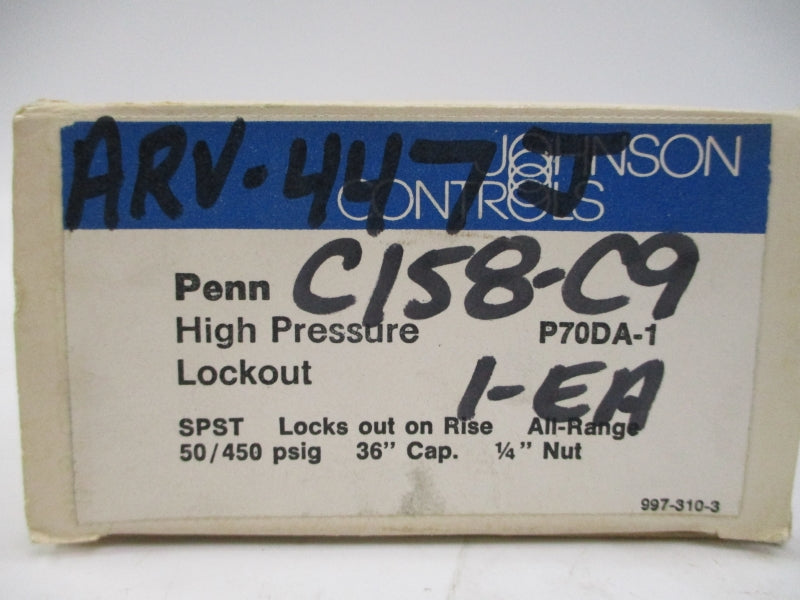 ARV-447J
JOHNSON
CONTROLS
C158-C9
Penn
High Pressure P70DA-1
Lockout
1-EA
SPST Locks out on Rise All-Range
50/450 psig 36" Cap. ¼" Nut
997-310-3